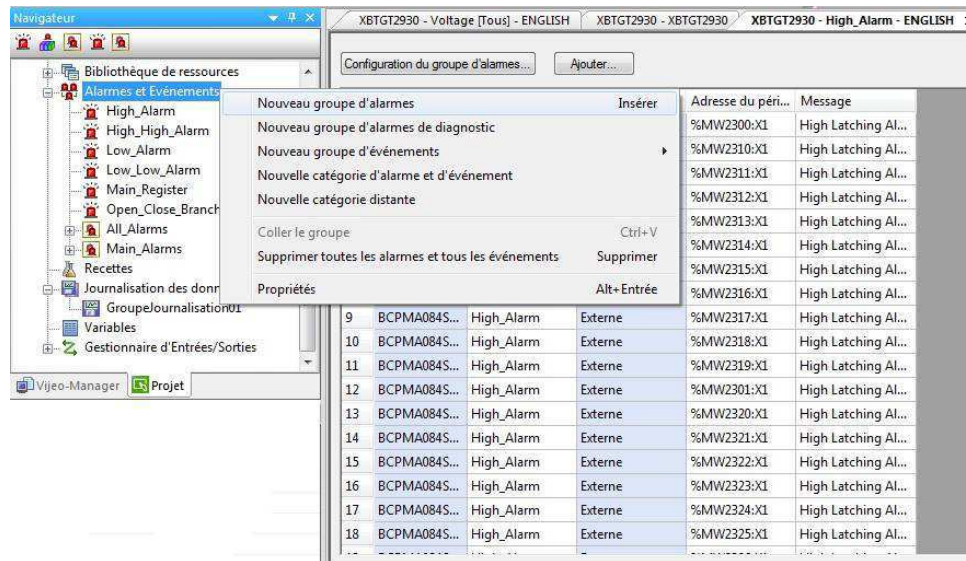 Navigateur
XBTGT2930 - Voltage [Tous] - ENGLISH
XBTGT2930 - XBTGT2930
XBTGT2930 - High_Alarm - ENGLISH
Configuration du groupe d'alarmes...
Ajouter...
Bibliothèque de ressources
Alarmes et Evénements
High_Alarm
High_High_Alarm
Low_Alarm
Low_Low_Alarm
Main_Register
Open_Close_Branch
All_Alarms
Main_Alarms
Recettes
Journalisation des donn
GroupeJournalisation01
Variables
Gestionnaire d'Entrées/Sorties
Vijeo-Manager
Projet
Nouveau groupe d'alarmes Insérer
Nouveau groupe d'alarmes de diagnostic
Nouveau groupe d'événements
Nouvelle catégorie d'alarme et d'événement
Nouvelle catégorie distante
Coller le groupe Ctrl+V
Supprimer toutes les alarmes et tous les événements Supprimer
Propriétés Alt+Entrée
Adresse du péri... Message
%MW2300:X1 High Latching Al...
%MW2310:X1 High Latching Al...
%MW2311:X1 High Latching Al...
%MW2312:X1 High Latching Al...
%MW2313:X1 High Latching Al...
%MW2314:X1 High Latching Al...
%MW2315:X1 High Latching Al...
%MW2316:X1 High Latching Al...
9 BCPMA084S... High_Alarm Externe %MW2317:X1 High Latching Al...
10 BCPMA084S... High_Alarm Externe %MW2318:X1 High Latching Al...
11 BCPMA084S... High_Alarm Externe %MW2319:X1 High Latching Al...
12 BCPMA084S... High_Alarm Externe %MW2301:X1 High Latching Al...
13 BCPMA084S... High_Alarm Externe %MW2320:X1 High Latching Al...
14 BCPMA084S... High_Alarm Externe %MW2321:X1 High Latching Al...
15 BCPMA084S... High_Alarm Externe %MW2322:X1 High Latching Al...
16 BCPMA084S... High_Alarm Externe %MW2323:X1 High Latching Al...
17 BCPMA084S... High_Alarm Externe %MW2324:X1 High Latching Al...
18 BCPMA084S... High_Alarm Externe %MW2325:X1 High Latching Al...